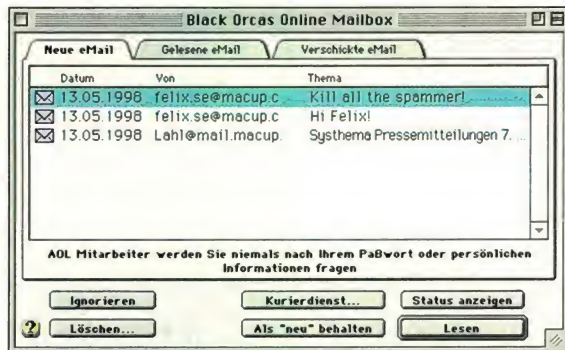 Black Orcas Online Mailbox
Neue eMail Gelesene eMail Verschickte eMail
Datum Von Thema
13.05.1998 felix.se@macup.c Kill all the spammer!
13.05.1998 felix.se@macup.c Hi Felix!
13.05.1998 Lahl@mail.macup. Systhema Pressemitteilungen 7. ...
AOL Mitarbeiter werden Sie niemals nach Ihrem Paßwort oder persönlichen
Informationen fragen
Ignorieren Kurierdienst... Status anzeigen
? Löschen... Als "neu" behalten Lesen